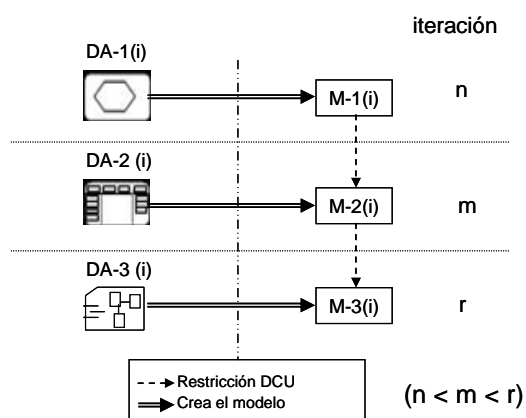 iteración
DA-1(i)
M-1(i)
n
DA-2 (i)
M-2(i)
m
DA-3 (i)
M-3(i)
r
Restricción DCU
Crea el modelo
(n < m < r)